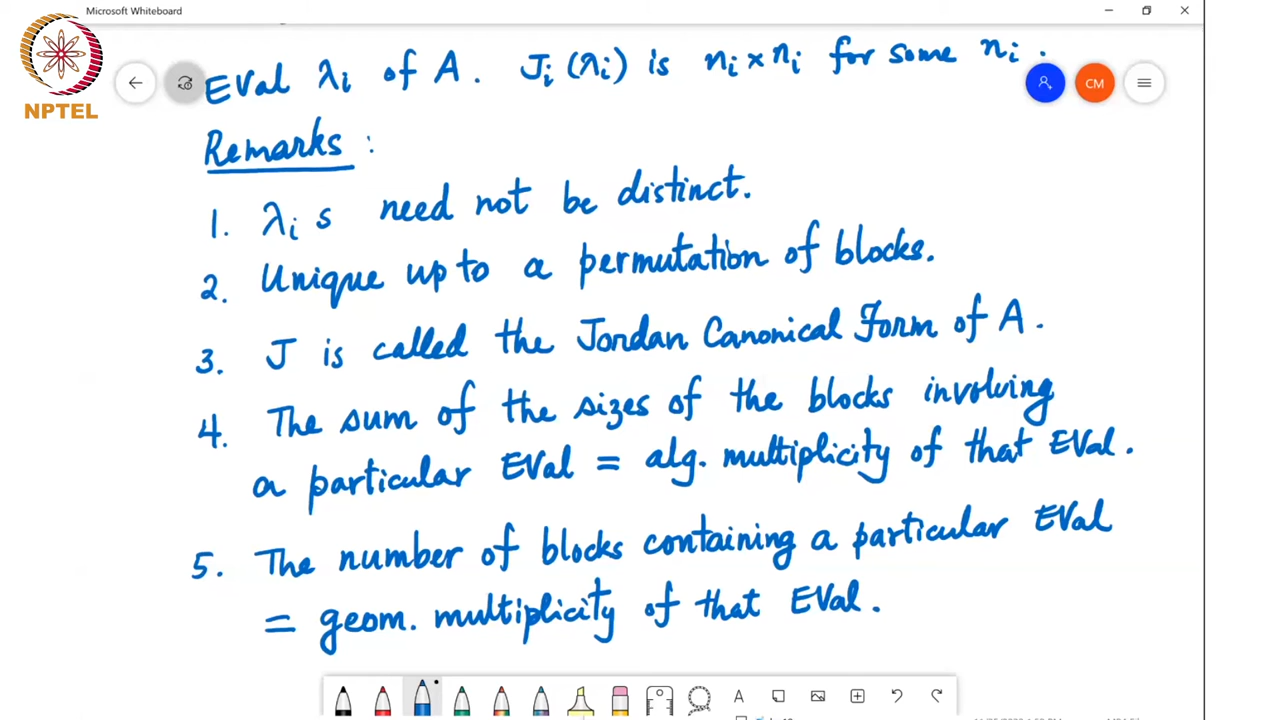 Microsoft Whiteboard
NPTEL
EVal λi of A. Ji (λi) is ni × ni for some ni.
CM
Remarks :
1. λi s need not be distinct.
2. Unique up to a permutation of blocks.
3. J is called the Jordan Canonical Form of A.
4. The sum of the sizes of the blocks involving
a particular EVal = alg. multiplicity of that EVal.
5. The number of blocks containing a particular EVal
= geom. multiplicity of that EVal.